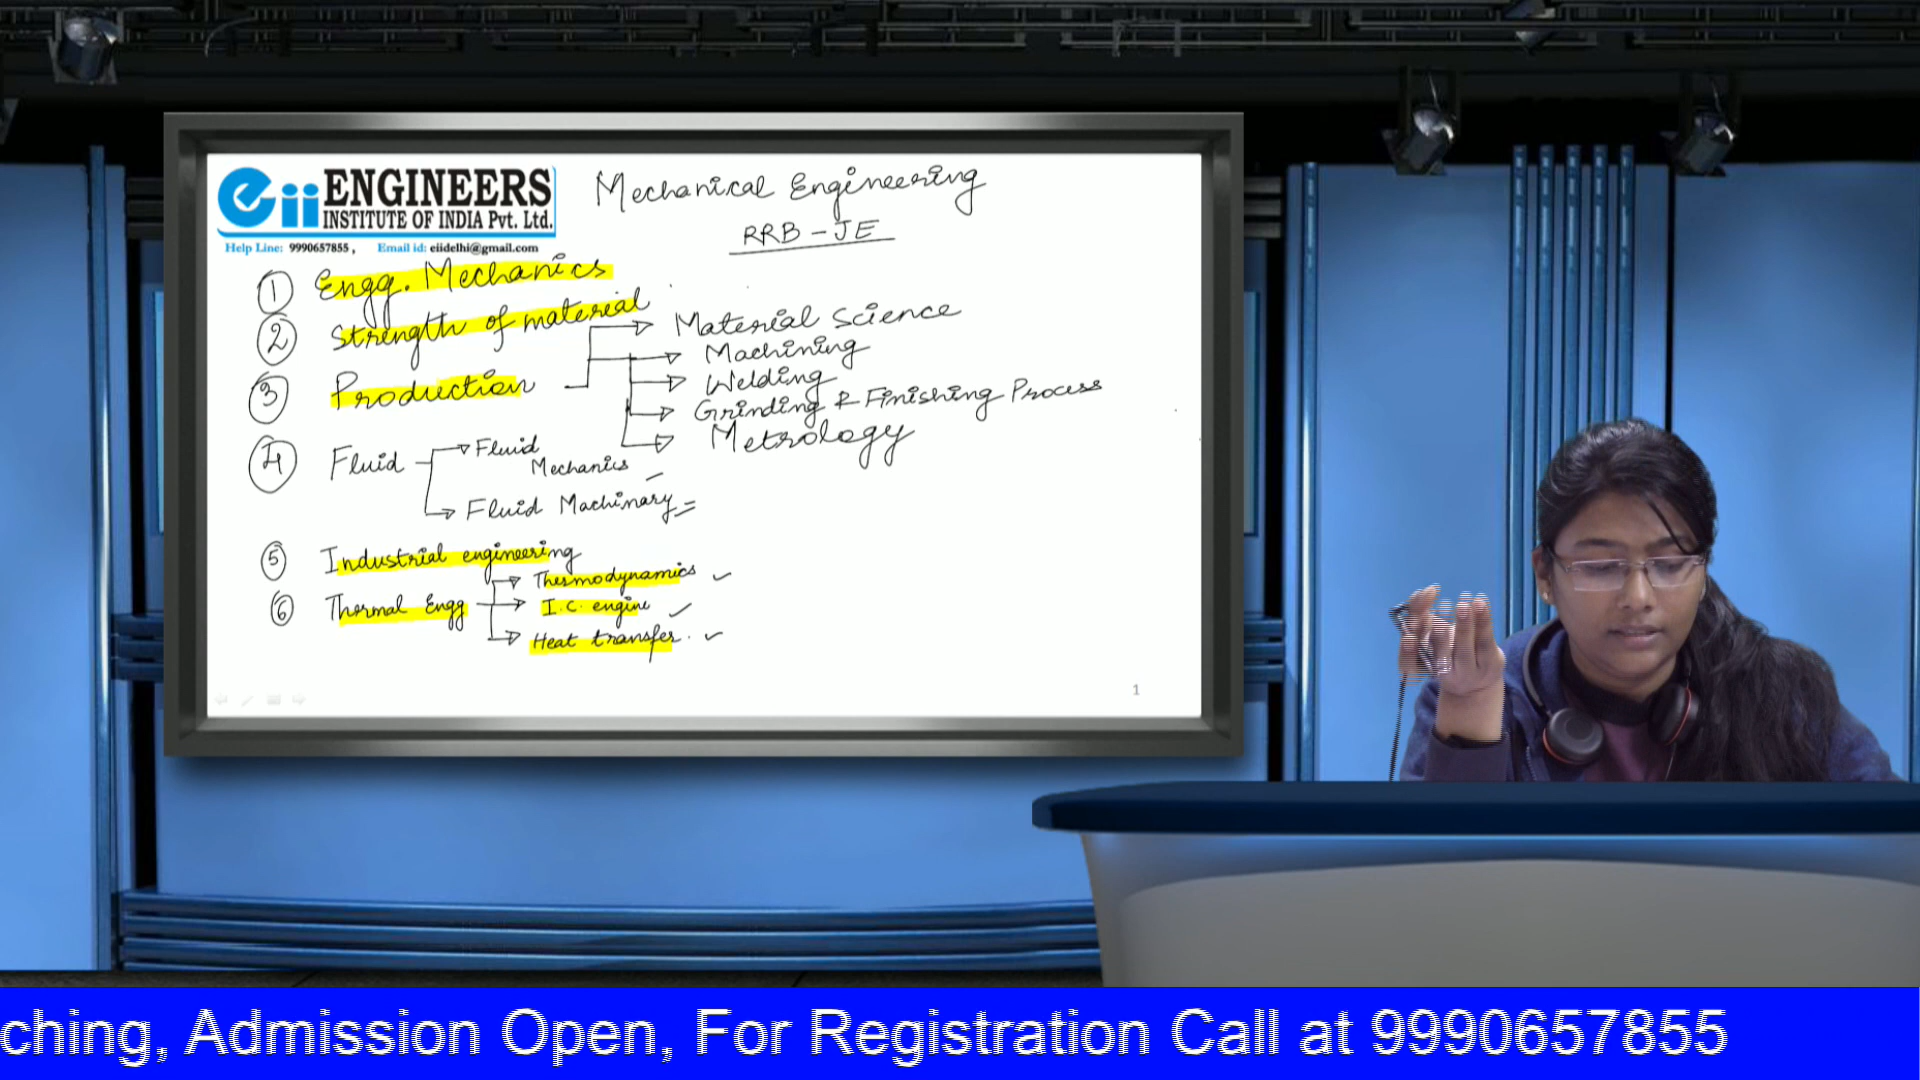 eii ENGINEERS
INSTITUTE OF INDIA Pvt. Ltd.
Help Line: 9990657855 , Email id: eiidelhi@gmail.com
Mechanical Engineering
RRB - JE
1 Engg. Mechanics
2 Strength of material
3 Production
Material Science
Machining
Welding
Grinding & Finishing Process
Metrology
4 Fluid
Fluid
Mechanics
Fluid Machinary
5 Industrial engineering
6 Thermal Engg
Thermodynamics
I.C. engine
Heat transfer.
1
ching, Admission Open, For Registration Call at 9990657855